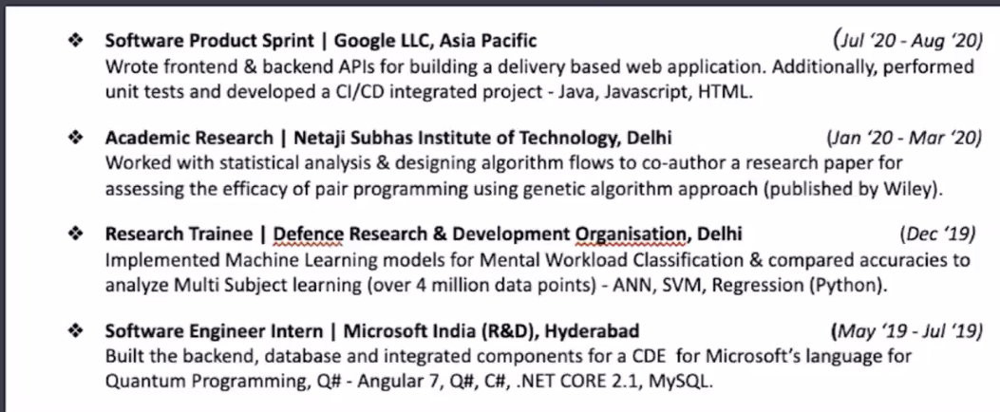 ❖ Software Product Sprint | Google LLC, Asia Pacific (Jul ‘20 - Aug ‘20)
Wrote frontend & backend APIs for building a delivery based web application. Additionally, performed
unit tests and developed a CI/CD integrated project - Java, Javascript, HTML.
❖ Academic Research | Netaji Subhas Institute of Technology, Delhi (Jan ‘20 - Mar ‘20)
Worked with statistical analysis & designing algorithm flows to co-author a research paper for
assessing the efficacy of pair programming using genetic algorithm approach (published by Wiley).
❖ Research Trainee | Defence Research & Development Organisation, Delhi (Dec ‘19)
Implemented Machine Learning models for Mental Workload Classification & compared accuracies to
analyze Multi Subject learning (over 4 million data points) - ANN, SVM, Regression (Python).
❖ Software Engineer Intern | Microsoft India (R&D), Hyderabad (May ‘19 - Jul ‘19)
Built the backend, database and integrated components for a CDE for Microsoft’s language for
Quantum Programming, Q# - Angular 7, Q#, C#, .NET CORE 2.1, MySQL.